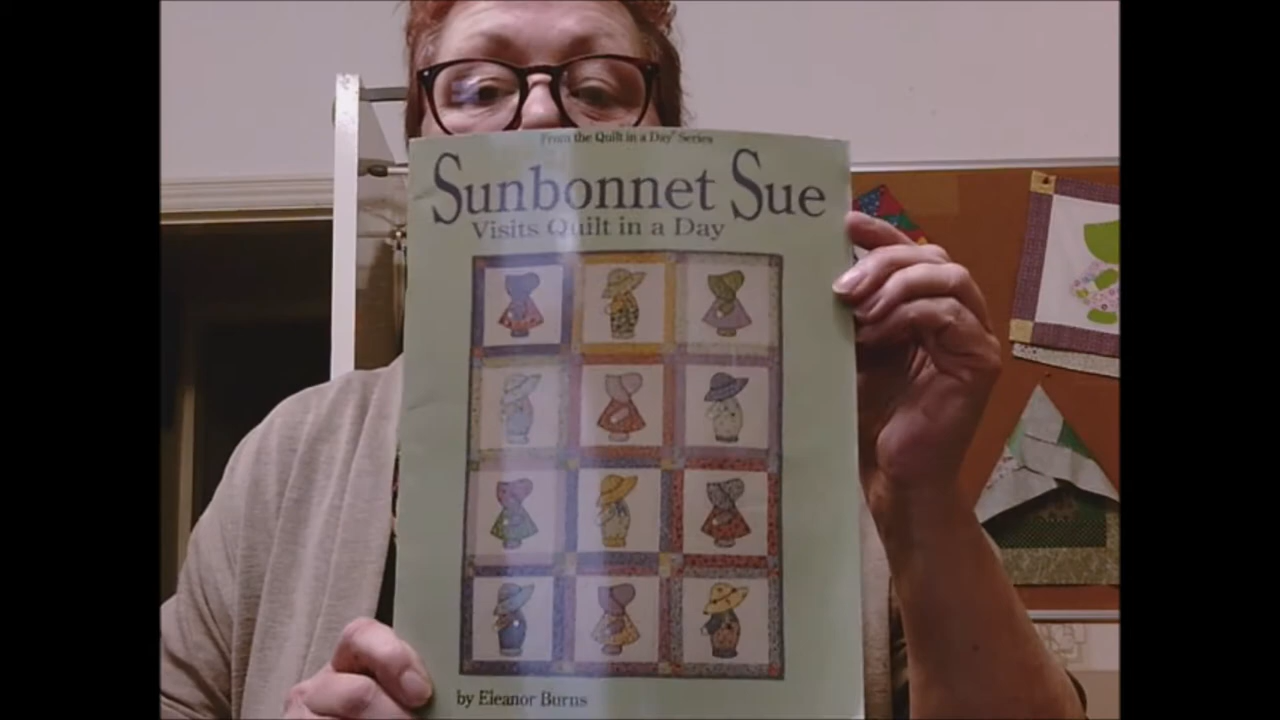 From the Quilt in a Day® Series
Sunbonnet Sue
Visits Quilt in a Day
by Eleanor Burns